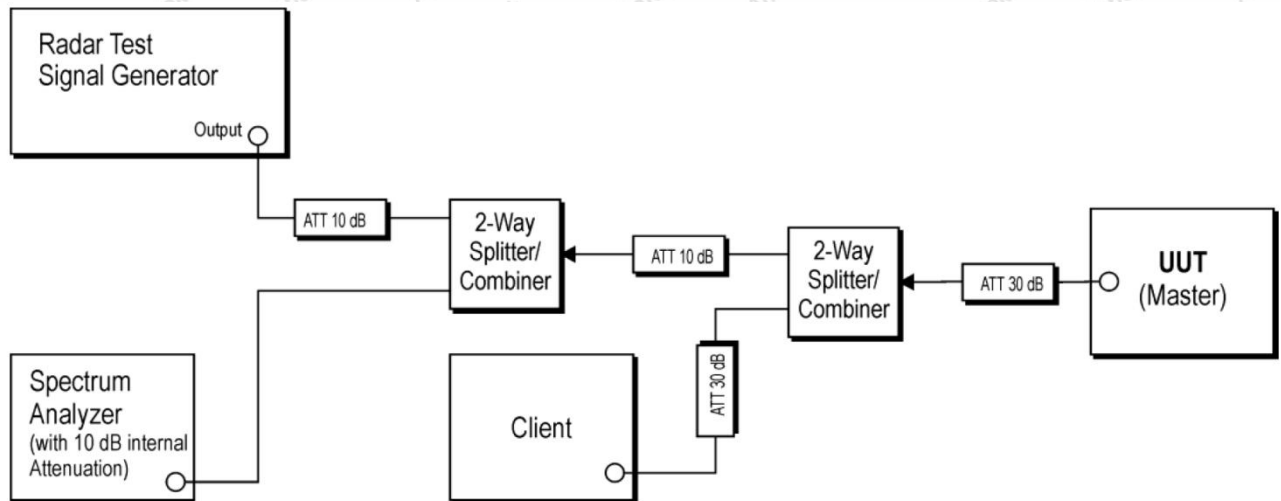 Radar Test
Signal Generator
Output
ATT 10 dB
2-Way
Splitter/
Combiner
ATT 10 dB
2-Way
Splitter/
Combiner
ATT 30 dB
UUT
(Master)
Spectrum
Analyzer
(with 10 dB internal
Attenuation)
Client
ATT 30 dB